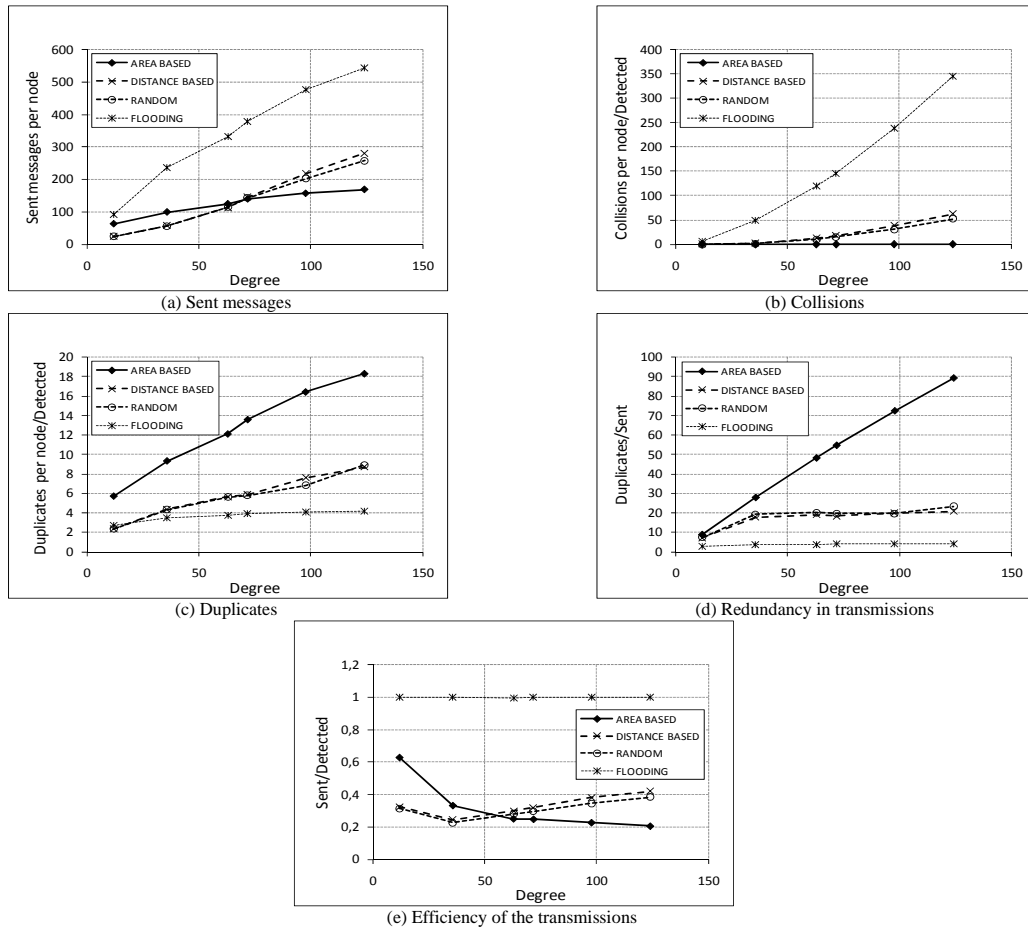 600
500
400
300
200
100
0
0 50 100 150
Sent messages per node
Degree
AREA BASED
DISTANCE BASED
RANDOM
FLOODING
(a) Sent messages
400
350
300
250
200
150
100
50
0
0 50 100 150
Collisions per node/Detected
Degree
AREA BASED
DISTANCE BASED
RANDOM
FLOODING
(b) Collisions
20
18
16
14
12
10
8
6
4
2
0
0 50 100 150
Duplicates per node/Detected
Degree
AREA BASED
DISTANCE BASED
RANDOM
FLOODING
(c) Duplicates
100
90
80
70
60
50
40
30
20
10
0
0 50 100 150
Duplicates/Sent
Degree
AREA BASED
DISTANCE BASED
RANDOM
FLOODING
(d) Redundancy in transmissions
1,2
1
0,8
0,6
0,4
0,2
0
0 50 100 150
Sent/Detected
Degree
AREA BASED
DISTANCE BASED
RANDOM
FLOODING
(e) Efficiency of the transmissions